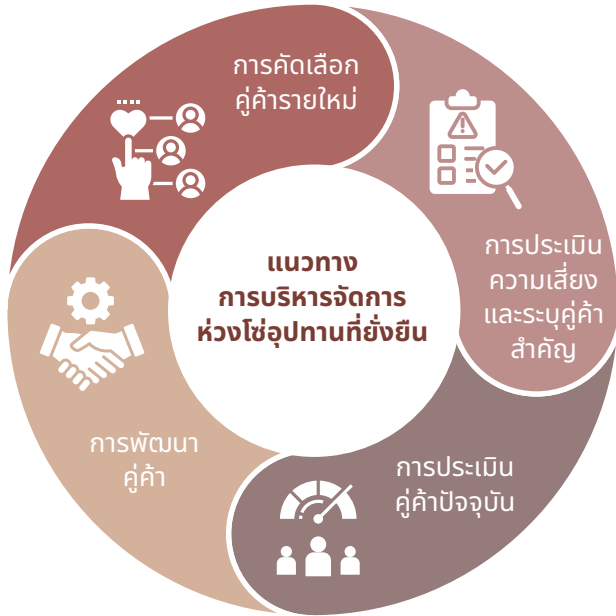 การคัดเลือก
คู่ค้ารายใหม่
การประเมิน
ความเสี่ยง
และระบุคู่ค้า
สำคัญ
แนวทาง
การบริหารจัดการ
ห่วงโซ่อุปทานที่ยั่งยืน
การพัฒนา
คู่ค้า
การประเมิน
คู่ค้าปัจจุบัน